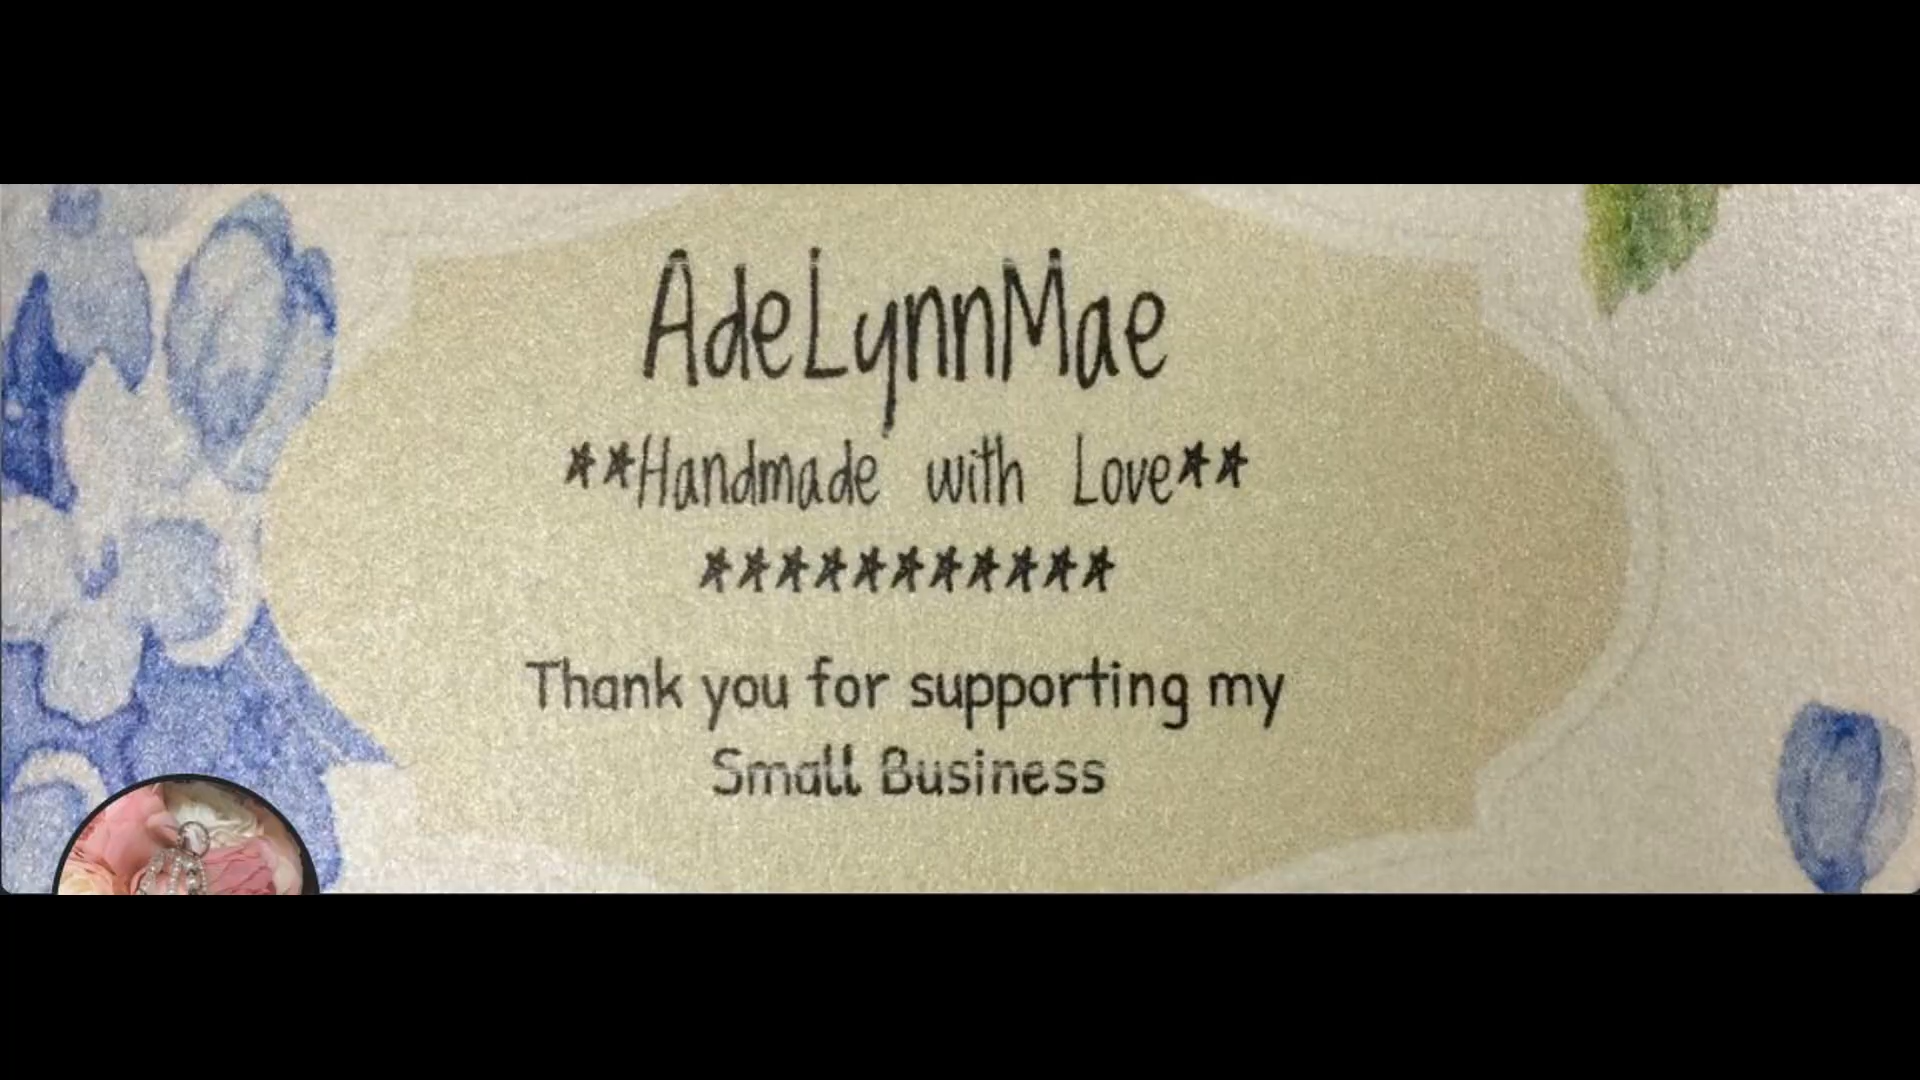 AdeLynnMae
**Handmade with Love**
***********
Thank you for supporting my
Small Business